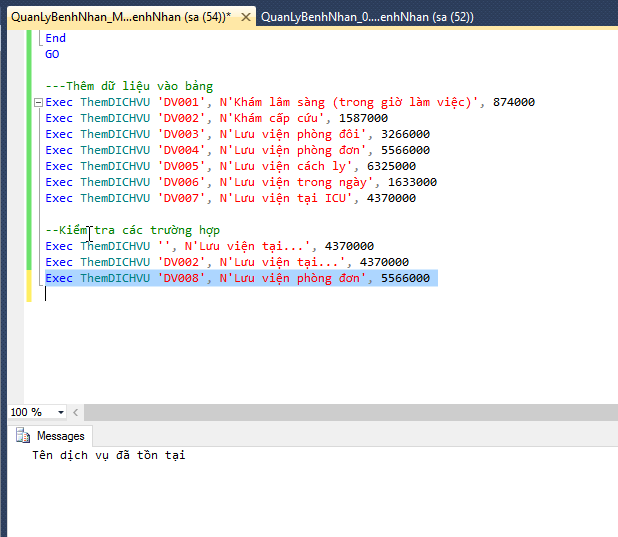 QuanLyBenhNhan_M...enhNhan (sa (54))* QuanLyBenhNhan_0....enhNhan (sa (52))
End
GO
---Thêm dữ liệu vào bảng
Exec ThemDICHVU 'DV001', N'Khám lâm sàng (trong giờ làm việc)', 874000
Exec ThemDICHVU 'DV002', N'Khám cấp cứu', 1587000
Exec ThemDICHVU 'DV003', N'Lưu viện phòng đôi', 3266000
Exec ThemDICHVU 'DV004', N'Lưu viện phòng đơn', 5566000
Exec ThemDICHVU 'DV005', N'Lưu viện cách ly', 6325000
Exec ThemDICHVU 'DV006', N'Lưu viện trong ngày', 1633000
Exec ThemDICHVU 'DV007', N'Lưu viện tại ICU', 4370000
--Kiểm tra các trường hợp
Exec ThemDICHVU '', N'Lưu viện tại...', 4370000
Exec ThemDICHVU 'DV002', N'Lưu viện tại...', 4370000
Exec ThemDICHVU 'DV008', N'Lưu viện phòng đơn', 5566000
100 %
Messages
Tên dịch vụ đã tồn tại